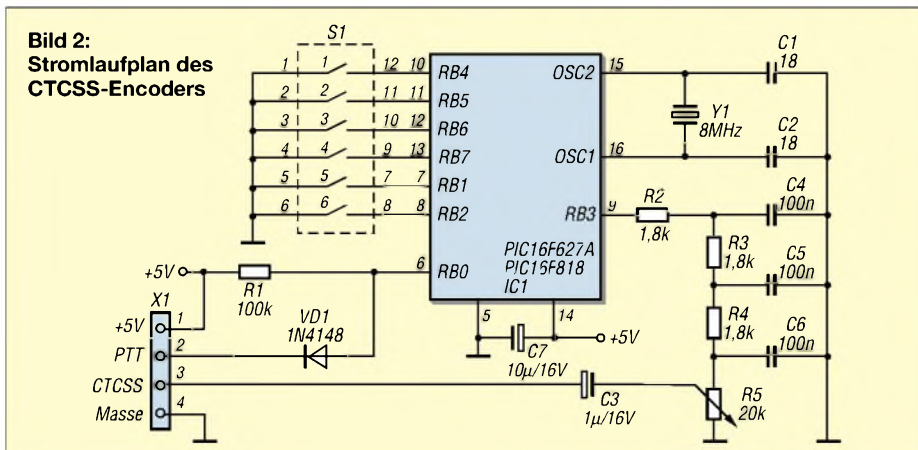 Bild 2:
Stromlaufplan des
CTCSS-Encoders
S1
1 1 12 10 RB4
2 2 11 11 RB5
3 3 10 12 RB6
4 4 9 13 RB7
5 5 7 7 RB1
6 6 8 8 RB2
OSC2 15
C1
18
Y1
8MHz
OSC1 16
C2
18
RB3 9
R2
1,8k
C4
100n
R3
1,8k
C5
100n
R4
1,8k
C6
100n
R5
20k
PIC16F627A
PIC16F818
IC1
+5V
R1
100k
6 RB0
X1
+5V 1
PTT 2
CTCSS 3
Masse 4
VD1
1N4148
5
14
+5V
C7
10µ/16V
C3
1µ/16V